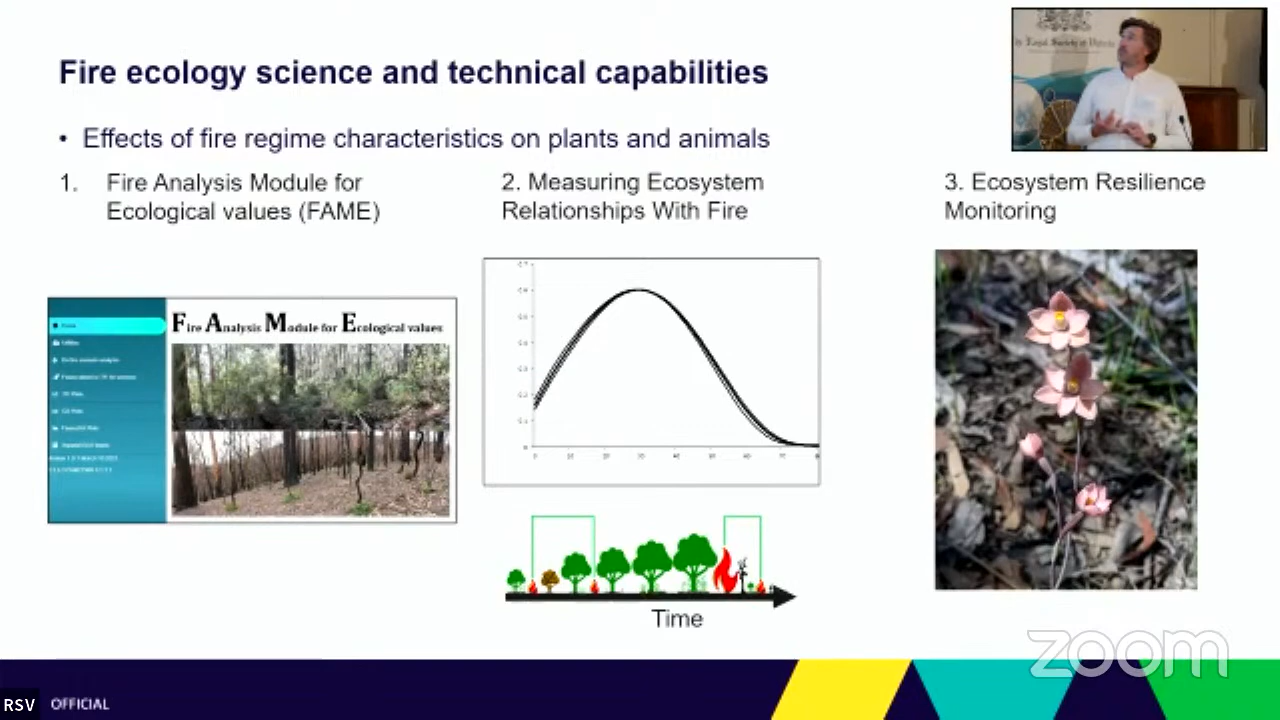 Fire ecology science and technical capabilities
• Effects of fire regime characteristics on plants and animals
1. Fire Analysis Module for
Ecological values (FAME)
2. Measuring Ecosystem
Relationships With Fire
3. Ecosystem Resilience
Monitoring
Fire Analysis Module for Ecological values
Time
zoom
RSV
OFFICIAL